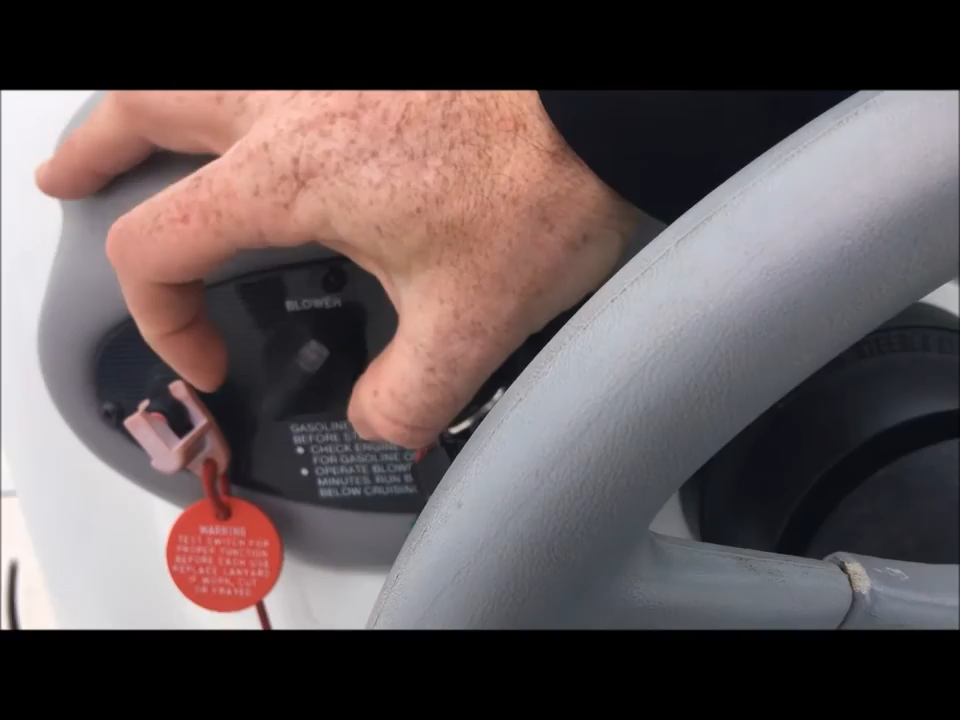 BLOWER
GASOLINE
BEFORE
• CHECK ENGINE
FOR GASOLINE
• OPERATE BLOW
MINUTES. RUN B
BELOW CRUISIN
WARNING
TEST SWITCH FOR
PROPER FUNCTION
BEFORE EACH USE
REPLACE LANYARD
IF WORN, CUT
OR FRAYED